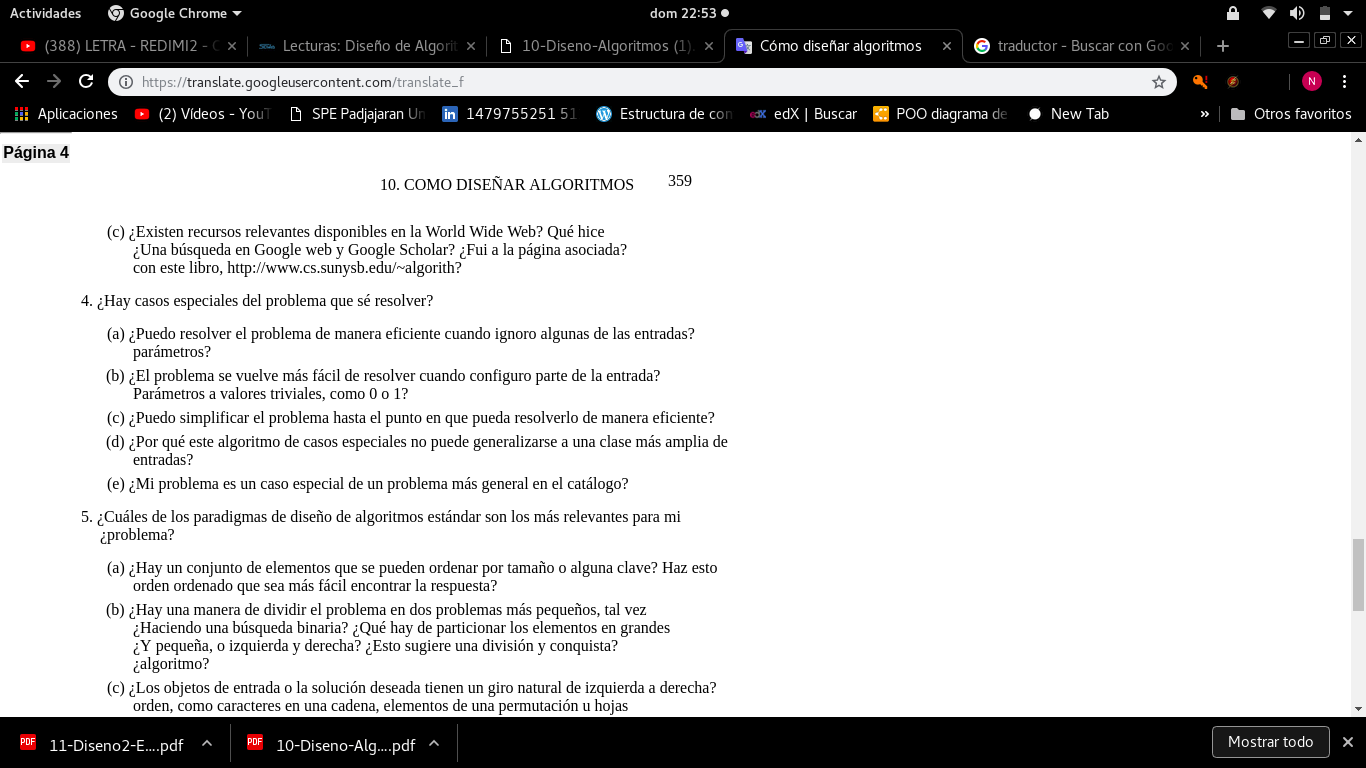 Actividades
Google Chrome
dom 22:53
(388) LETRA - REDIMI2 - C
Lecturas: Diseño de Algorit
10-Diseno-Algoritmos (1).
Cómo diseñar algoritmos
traductor - Buscar con Goo
https://translate.googleusercontent.com/translate_f
N
Aplicaciones
(2) Vídeos - YouT
SPE Padjajaran Un
1479755251 51
Estructura de con
edX | Buscar
POO diagrama de
New Tab
»
Otros favoritos
Página 4
10. COMO DISEÑAR ALGORITMOS
359
(c) ¿Existen recursos relevantes disponibles en la World Wide Web? Qué hice
¿Una búsqueda en Google web y Google Scholar? ¿Fui a la página asociada?
con este libro, http://www.cs.sunysb.edu/~algorith?
4. ¿Hay casos especiales del problema que sé resolver?
(a) ¿Puedo resolver el problema de manera eficiente cuando ignoro algunas de las entradas?
parámetros?
(b) ¿El problema se vuelve más fácil de resolver cuando configuro parte de la entrada?
Parámetros a valores triviales, como 0 o 1?
(c) ¿Puedo simplificar el problema hasta el punto en que pueda resolverlo de manera eficiente?
(d) ¿Por qué este algoritmo de casos especiales no puede generalizarse a una clase más amplia de
entradas?
(e) ¿Mi problema es un caso especial de un problema más general en el catálogo?
5. ¿Cuáles de los paradigmas de diseño de algoritmos estándar son los más relevantes para mi
¿problema?
(a) ¿Hay un conjunto de elementos que se pueden ordenar por tamaño o alguna clave? Haz esto
orden ordenado que sea más fácil encontrar la respuesta?
(b) ¿Hay una manera de dividir el problema en dos problemas más pequeños, tal vez
¿Haciendo una búsqueda binaria? ¿Qué hay de particionar los elementos en grandes
¿Y pequeña, o izquierda y derecha? ¿Esto sugiere una división y conquista?
¿algoritmo?
(c) ¿Los objetos de entrada o la solución deseada tienen un giro natural de izquierda a derecha?
orden, como caracteres en una cadena, elementos de una permutación u hojas
11-Diseno2-E....pdf
10-Diseno-Alg....pdf
Mostrar todo